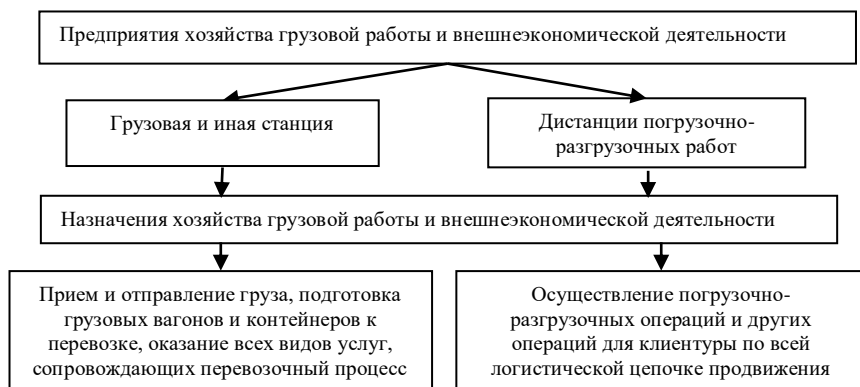 Предприятия хозяйства грузовой работы и внешнеэкономической деятельности
Грузовая и иная станция
Дистанции погрузочно-
разгрузочных работ
Назначения хозяйства грузовой работы и внешнеэкономической деятельности
Прием и отправление груза, подготовка
грузовых вагонов и контейнеров к
перевозке, оказание всех видов услуг,
сопровождающих перевозочный процесс
Осуществление погрузочно-
разгрузочных операций и других
операций для клиентуры по всей
логистической цепочке продвижения